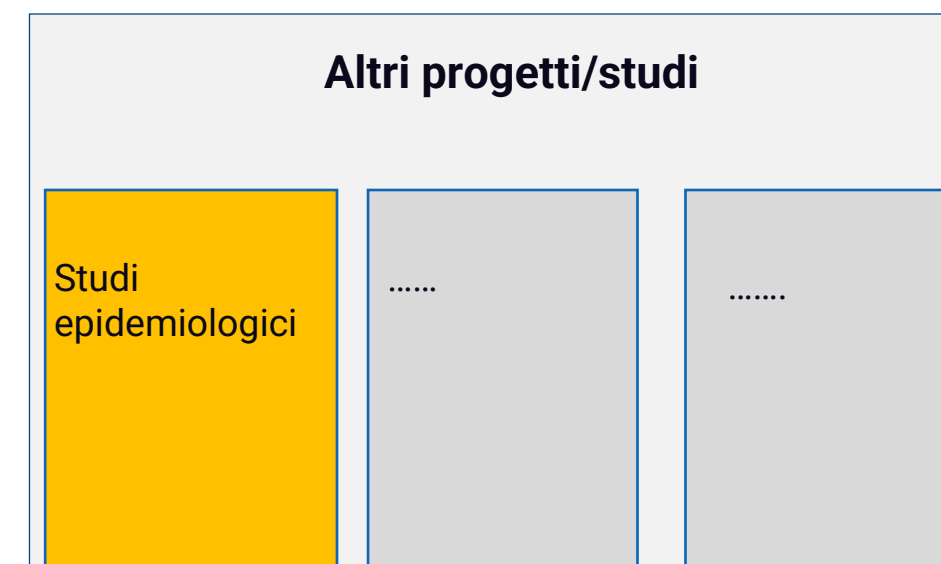 Altri progetti/studi
Studi
epidemiologici
......
.......